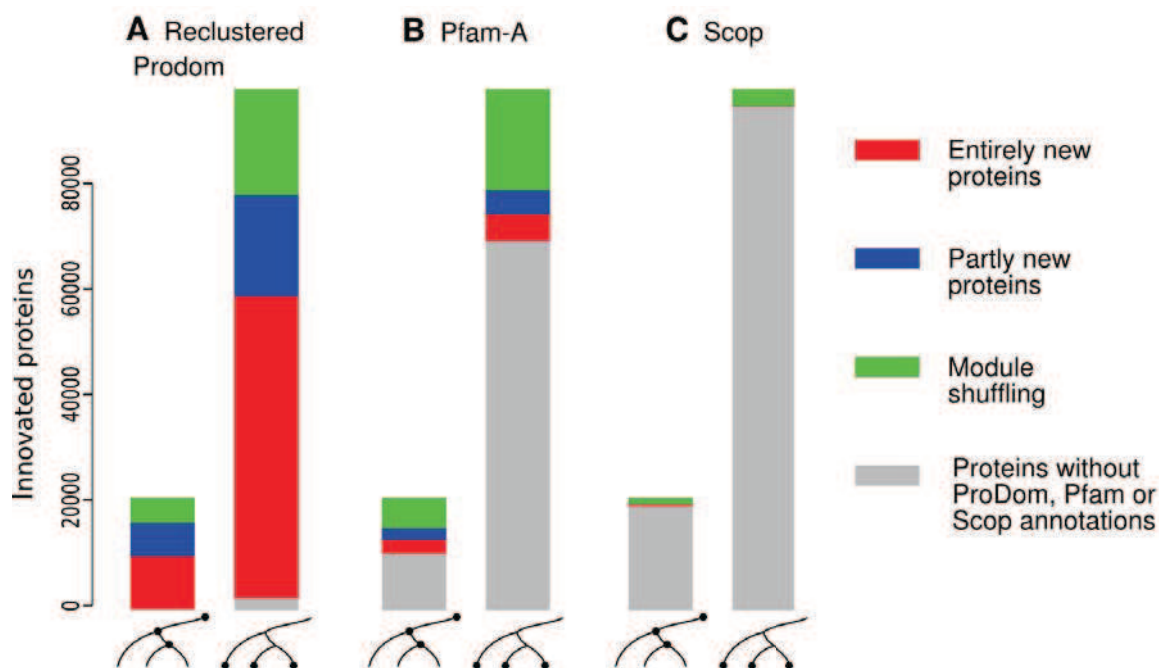 A Reclustered
Prodom
B Pfam-A
C Scop
Innovated proteins
80000
60000
40000
20000
0
Entirely new
proteins
Partly new
proteins
Module
shuffling
Proteins without
ProDom, Pfam or
Scop annotations